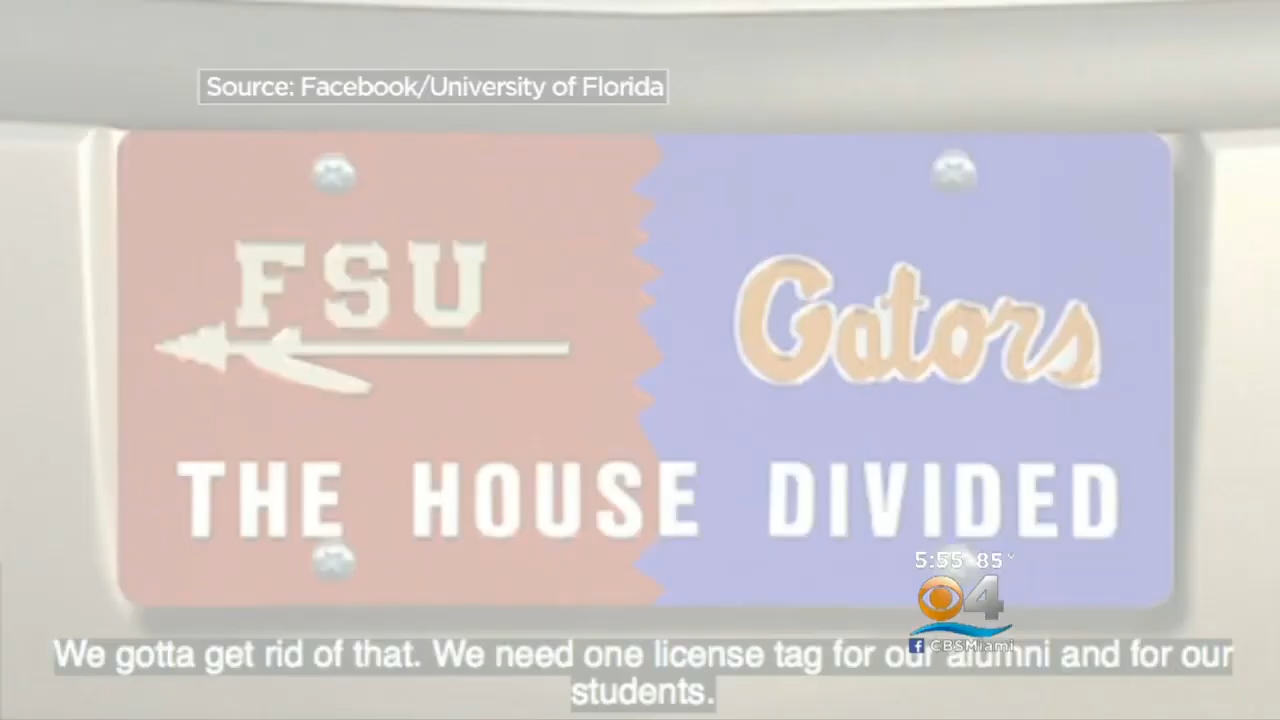 Source: Facebook/University of Florida
FSU
Gators
THE HOUSE DIVIDED
5:55 85°
4
CBSMiami
We gotta get rid of that. We need one license tag for our alumni and for our
students.